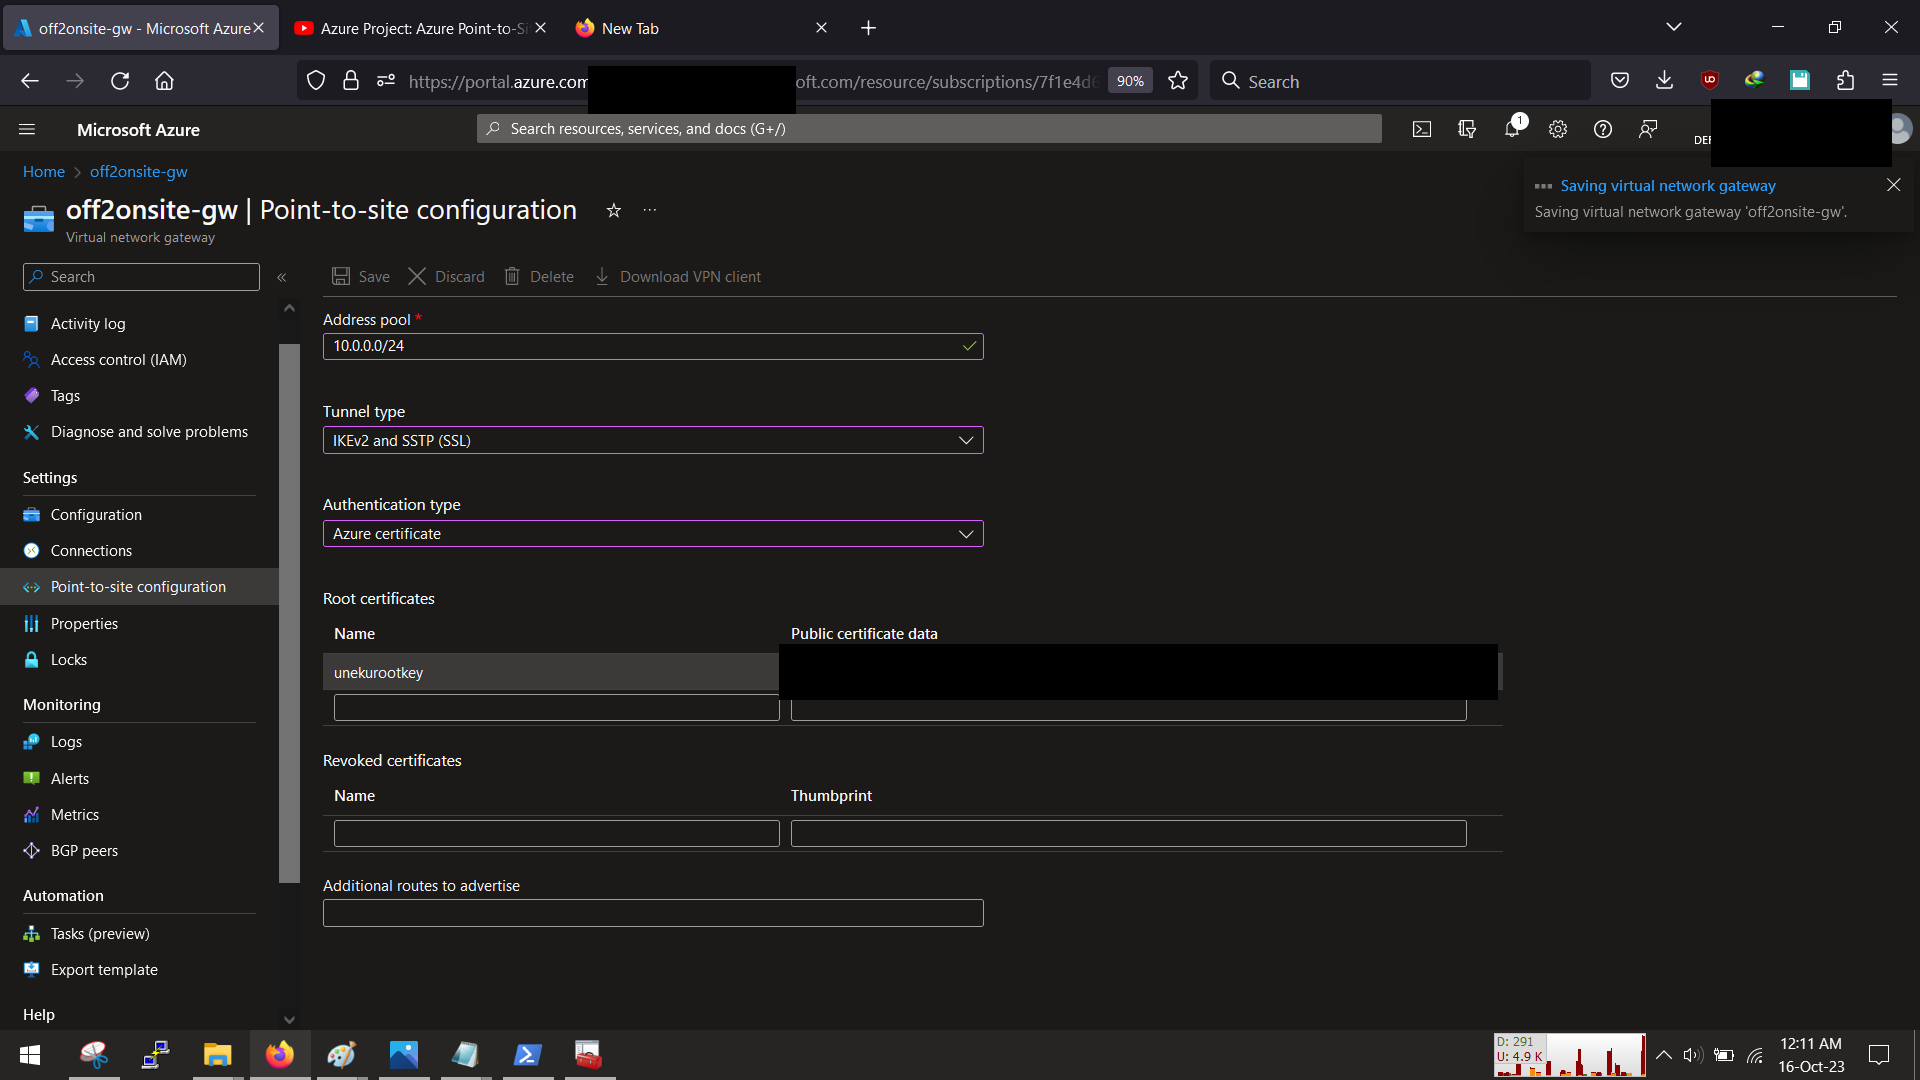 off2onsite-gw - Microsoft Azure
Azure Project: Azure Point-to-Si
New Tab
https://portal.azure.com
oft.com/resource/subscriptions/7f1e4d6
90%
Search
Microsoft Azure
Search resources, services, and docs (G+/)
1
DEF
Home > off2onsite-gw
off2onsite-gw | Point-to-site configuration
Virtual network gateway
Saving virtual network gateway
Saving virtual network gateway 'off2onsite-gw'.
Search
Save
Discard
Delete
Download VPN client
Activity log
Access control (IAM)
Tags
Diagnose and solve problems
Settings
Configuration
Connections
Point-to-site configuration
Properties
Locks
Monitoring
Logs
Alerts
Metrics
BGP peers
Automation
Tasks (preview)
Export template
Help
Address pool *
10.0.0.0/24
Tunnel type
IKEv2 and SSTP (SSL)
Authentication type
Azure certificate
Root certificates
Name
Public certificate data
unekurootkey
Revoked certificates
Name
Thumbprint
Additional routes to advertise
D: 291
U: 4.9 K
12:11 AM
16-Oct-23